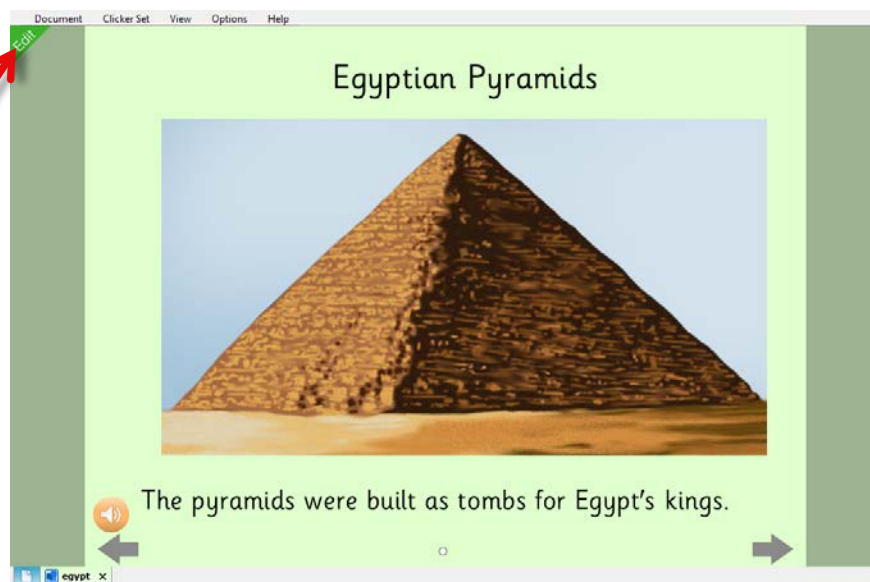 Document Clicker Set View Options Help
Edit
Egyptian Pyramids
The pyramids were built as tombs for Egypt's kings.
egypt x